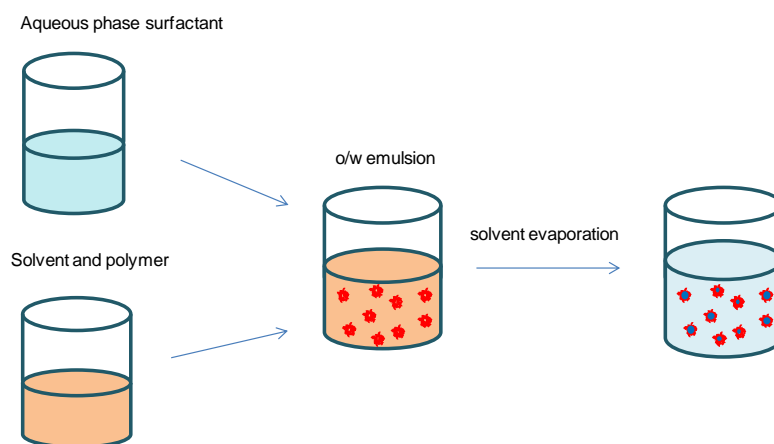 Aqueous phase surfactant
o/w emulsion
solvent evaporation
Solvent and polymer